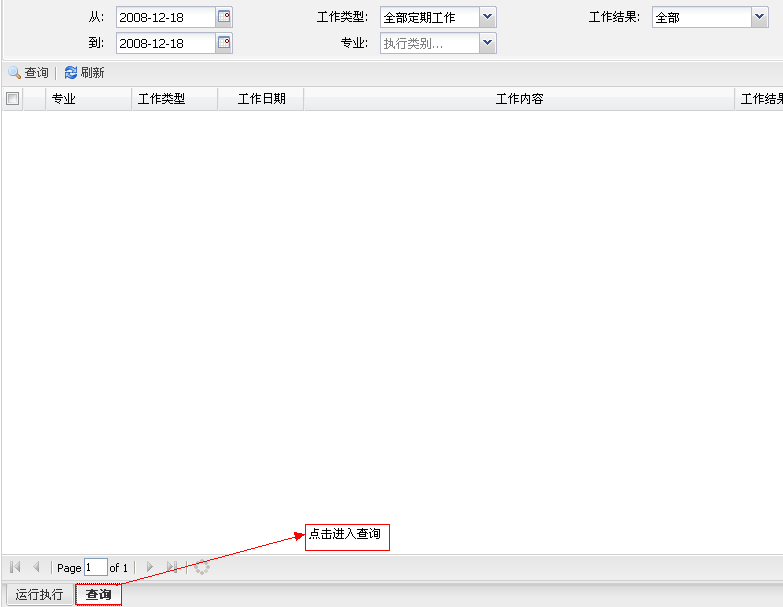 从: 2008-12-18 工作类型: 全部定期工作 工作结果: 全部
到: 2008-12-18 专业: 执行类别...
查询 刷新
专业 工作类型 工作日期 工作内容 工作结果
点击进入查询
Page 1 of 1
运行执行 查询